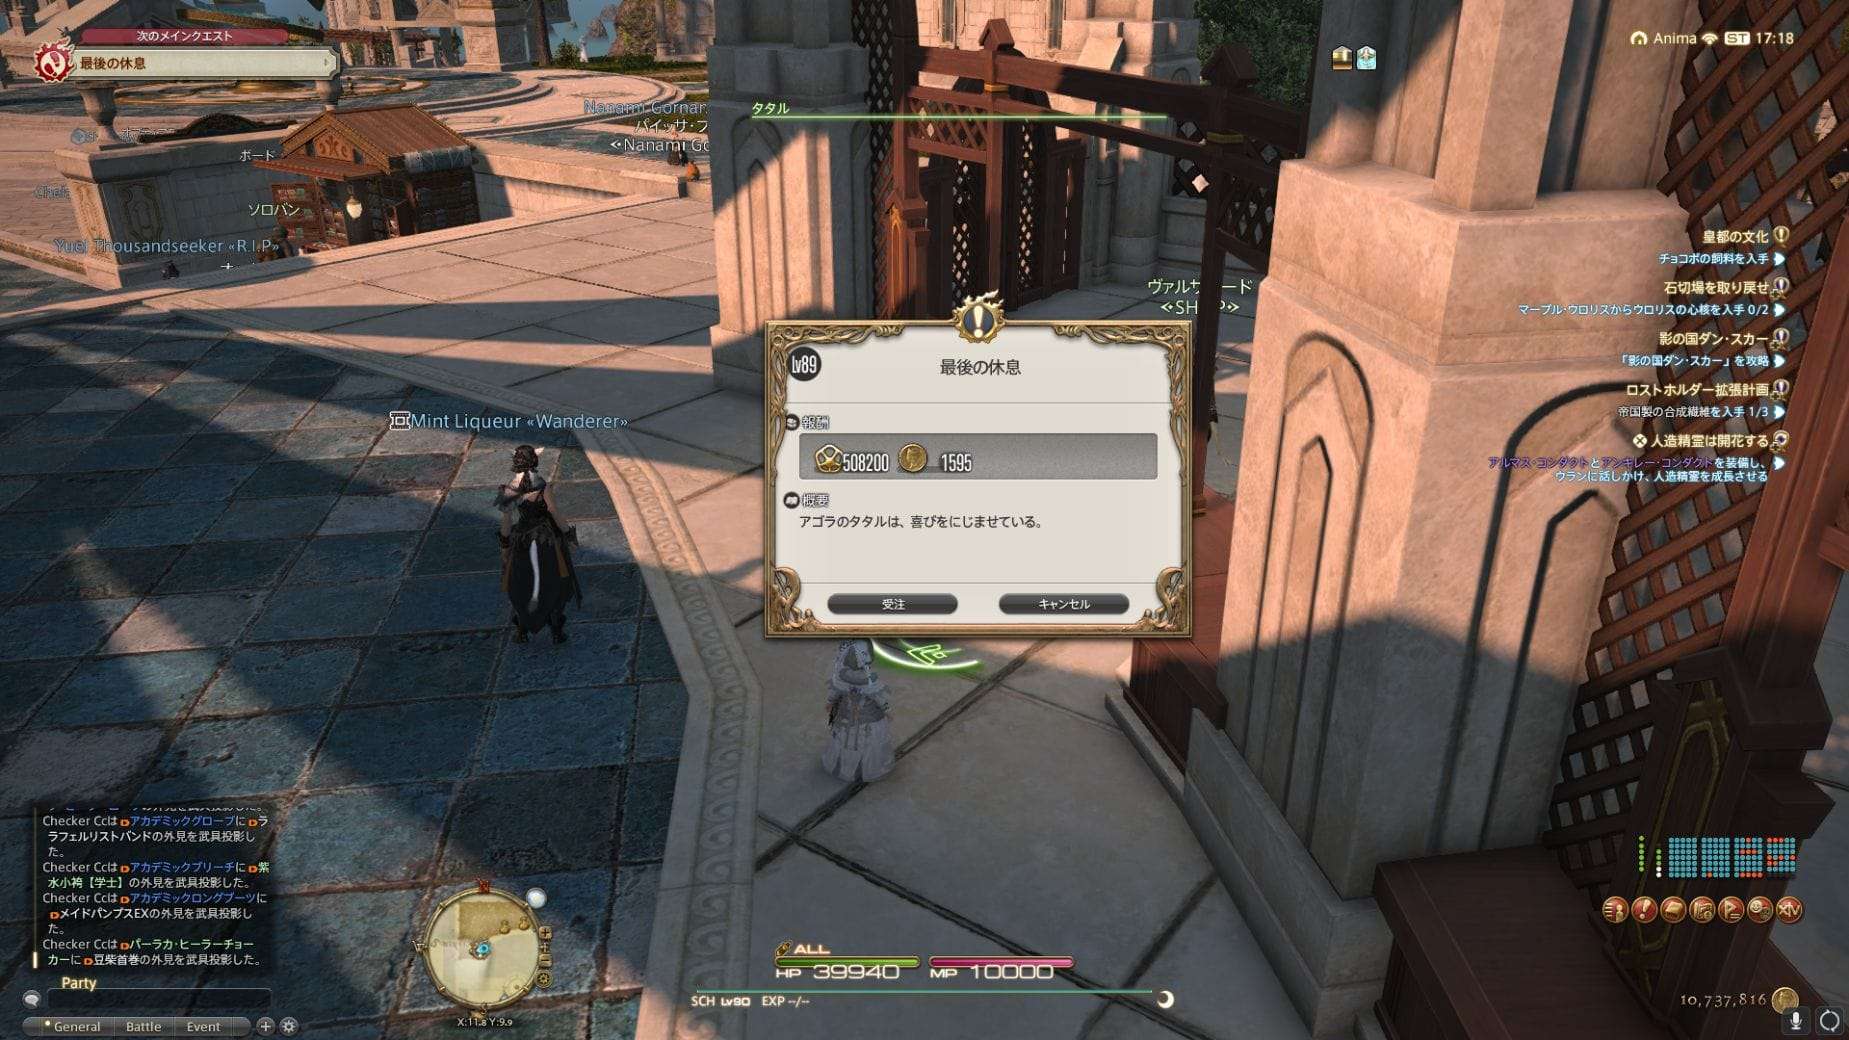 次のメインクエスト
最後の休息
Anima ST 17:18
Nanami Gornar
タタル
パイッサ・フ
«Nanami Go
ボード
ソロバン
Yuei Thousandseeker «R.I.P»
皇都の文化
チョコボの飼料を入手
石切場を取り戻せ
マーブル・ウロリスからウロリスの心核を入手 0/2
影の国ダン・スカー
「影の国ダン・スカー」を攻略
ロストホルダー拡張計画
帝国製の合成繊維を入手 1/3
人造精霊は開花する
アルマス・コンダクトとアンキレー・コンダクトを装備し、
ウランに話しかけ、人造精霊を成長させる
Lv89
最後の休息
報酬
508200 1595
概要
アゴラのタタルは、喜びをにじませている。
受注 キャンセル
Mint Liqueur «Wanderer»
Checker Ccは アカデミックグローブに ラ
ラフェルリストバンドの外見を武具投影し
た。
Checker Ccは アカデミックブリーチに 紫
水小袴【学士】の外見を武具投影した。
Checker Ccは アカデミックロングブーツに
メイドパンプスEXの外見を武具投影し
た。
Checker Ccは パーラカ・ヒーラーチョー
カーに 豆柴首巻の外見を武具投影した。
Party
General Battle Event
X:11.8 Y:9.9
ALL
HP 39940 MP 10000
SCH Lv90 EXP --/--
10,737,816